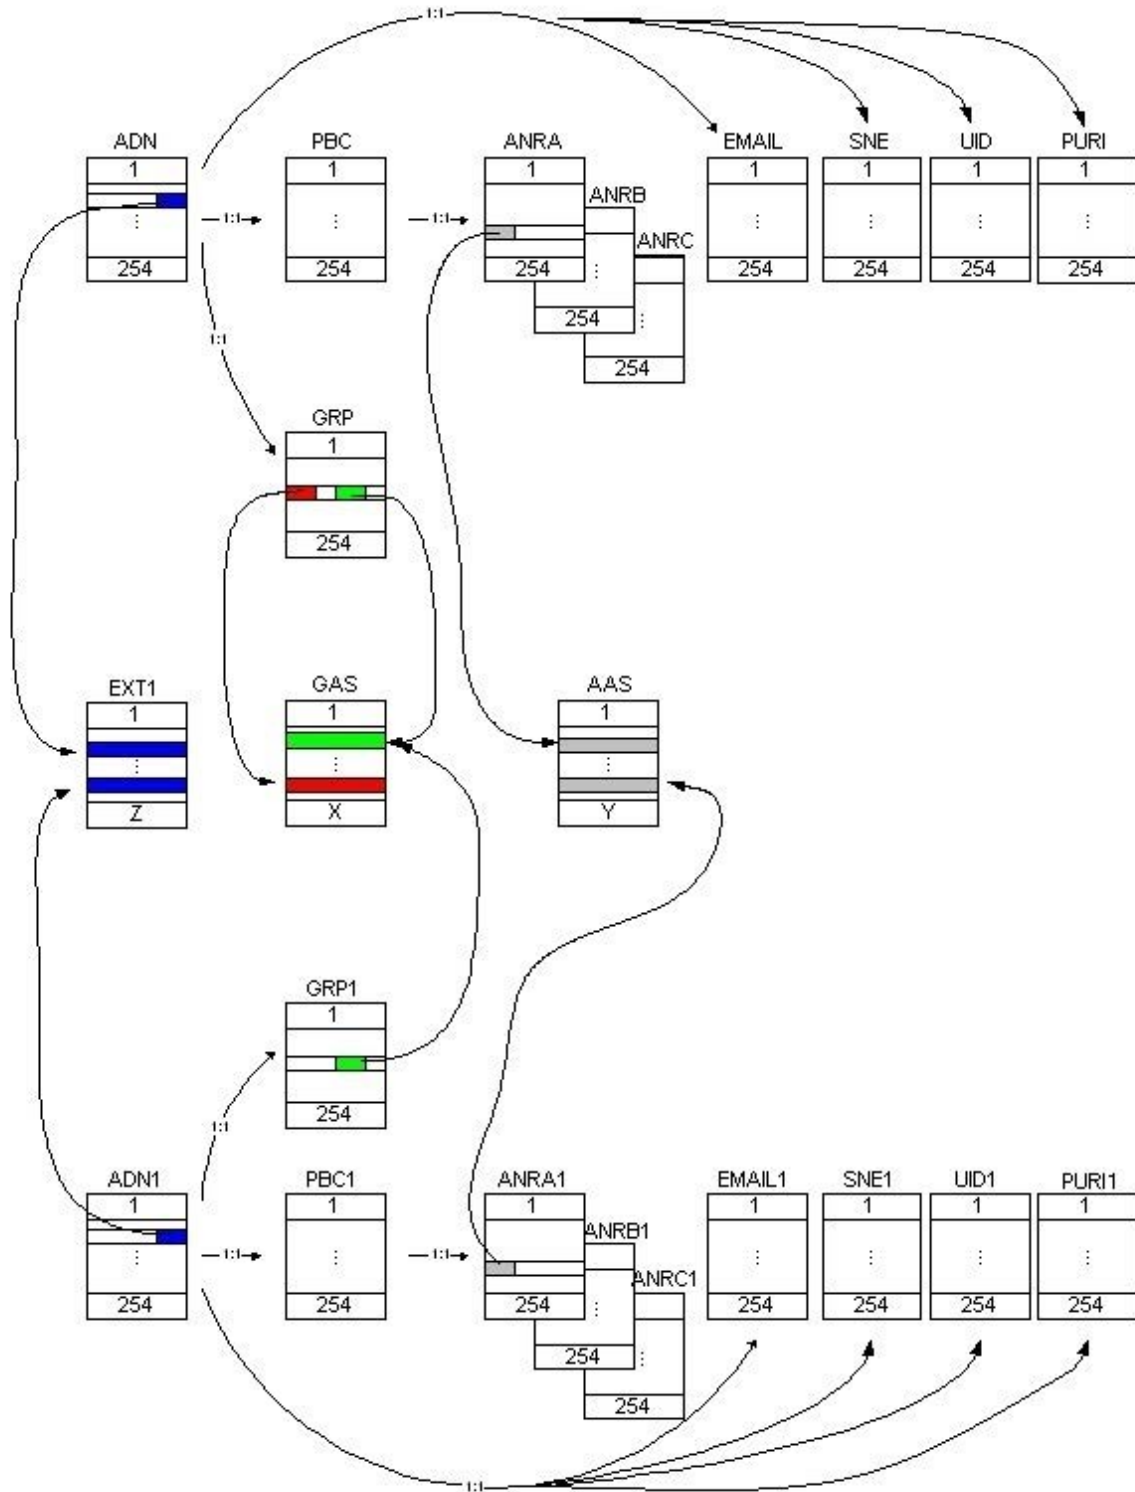 1:1
ADN PBC ANRA EMAIL SNE UID PURI
1 1 1 1 1 1 1
ANRB
⋮ 1:1 ⋮ 1:1 ⋮ ⋮ ⋮ ⋮
ANRC
254 254 254 ⋮ 254 254 254 254
254 ⋮
1:1
254
GRP
1
254
EXT1 GAS AAS
1 1 1
⋮ ⋮ ⋮
Z X Y
GRP1
1
254
1:1
ADN1 PBC1 ANRA1 EMAIL1 SNE1 UID1 PURI1
1 1 1 1 1 1 1
ANRB1
⋮ 1:1 ⋮ 1:1 ⋮ ⋮ ⋮ ⋮
ANRC1
254 254 254 ⋮ 254 254 254 254
254 ⋮
254
1:1